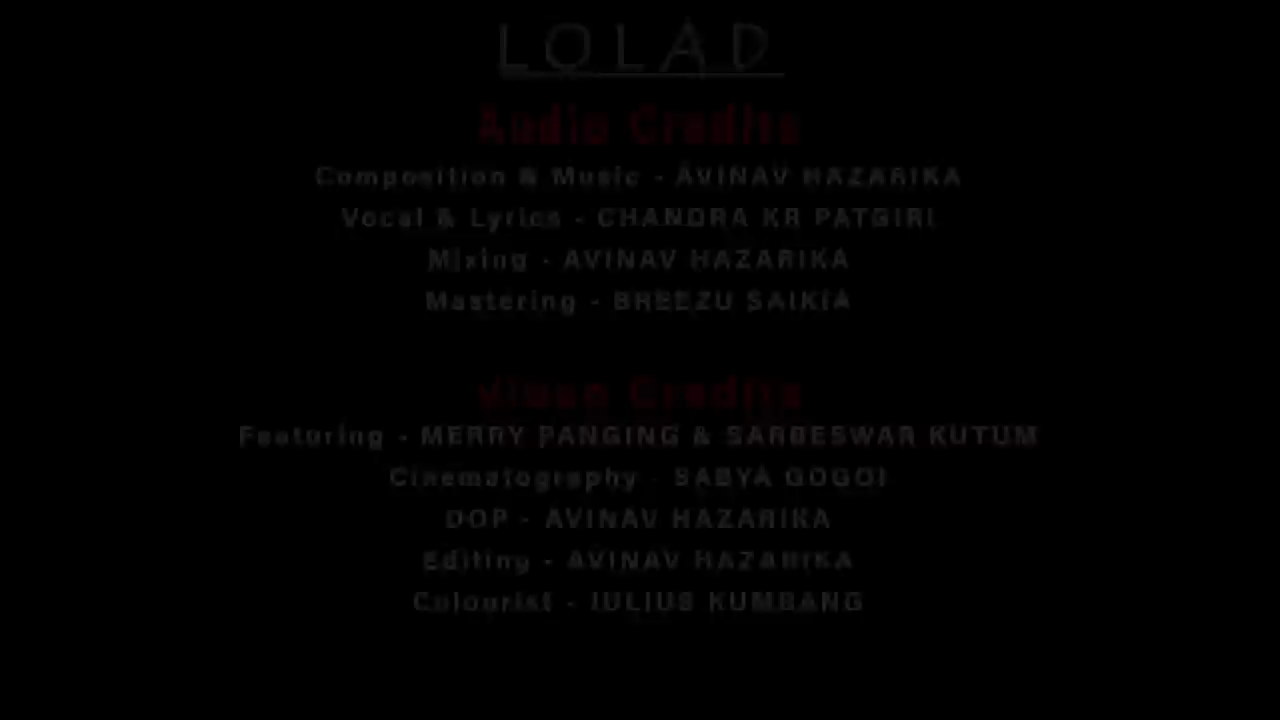 LOLAD
Audio Credits
Composition & Music - AVINAV HAZARIKA
Vocal & Lyrics - CHANDRA KR PATGIRI
Mixing - AVINAV HAZARIKA
Mastering - BREEZU SAIKIA
Video Credits
Featuring - MERRY PANGING & SARBESWAR KUTUM
Cinematography - SABYA GOGOI
DOP - AVINAV HAZARIKA
Editing - AVINAV HAZARIKA
Colourist - IULIUS KUMBANG